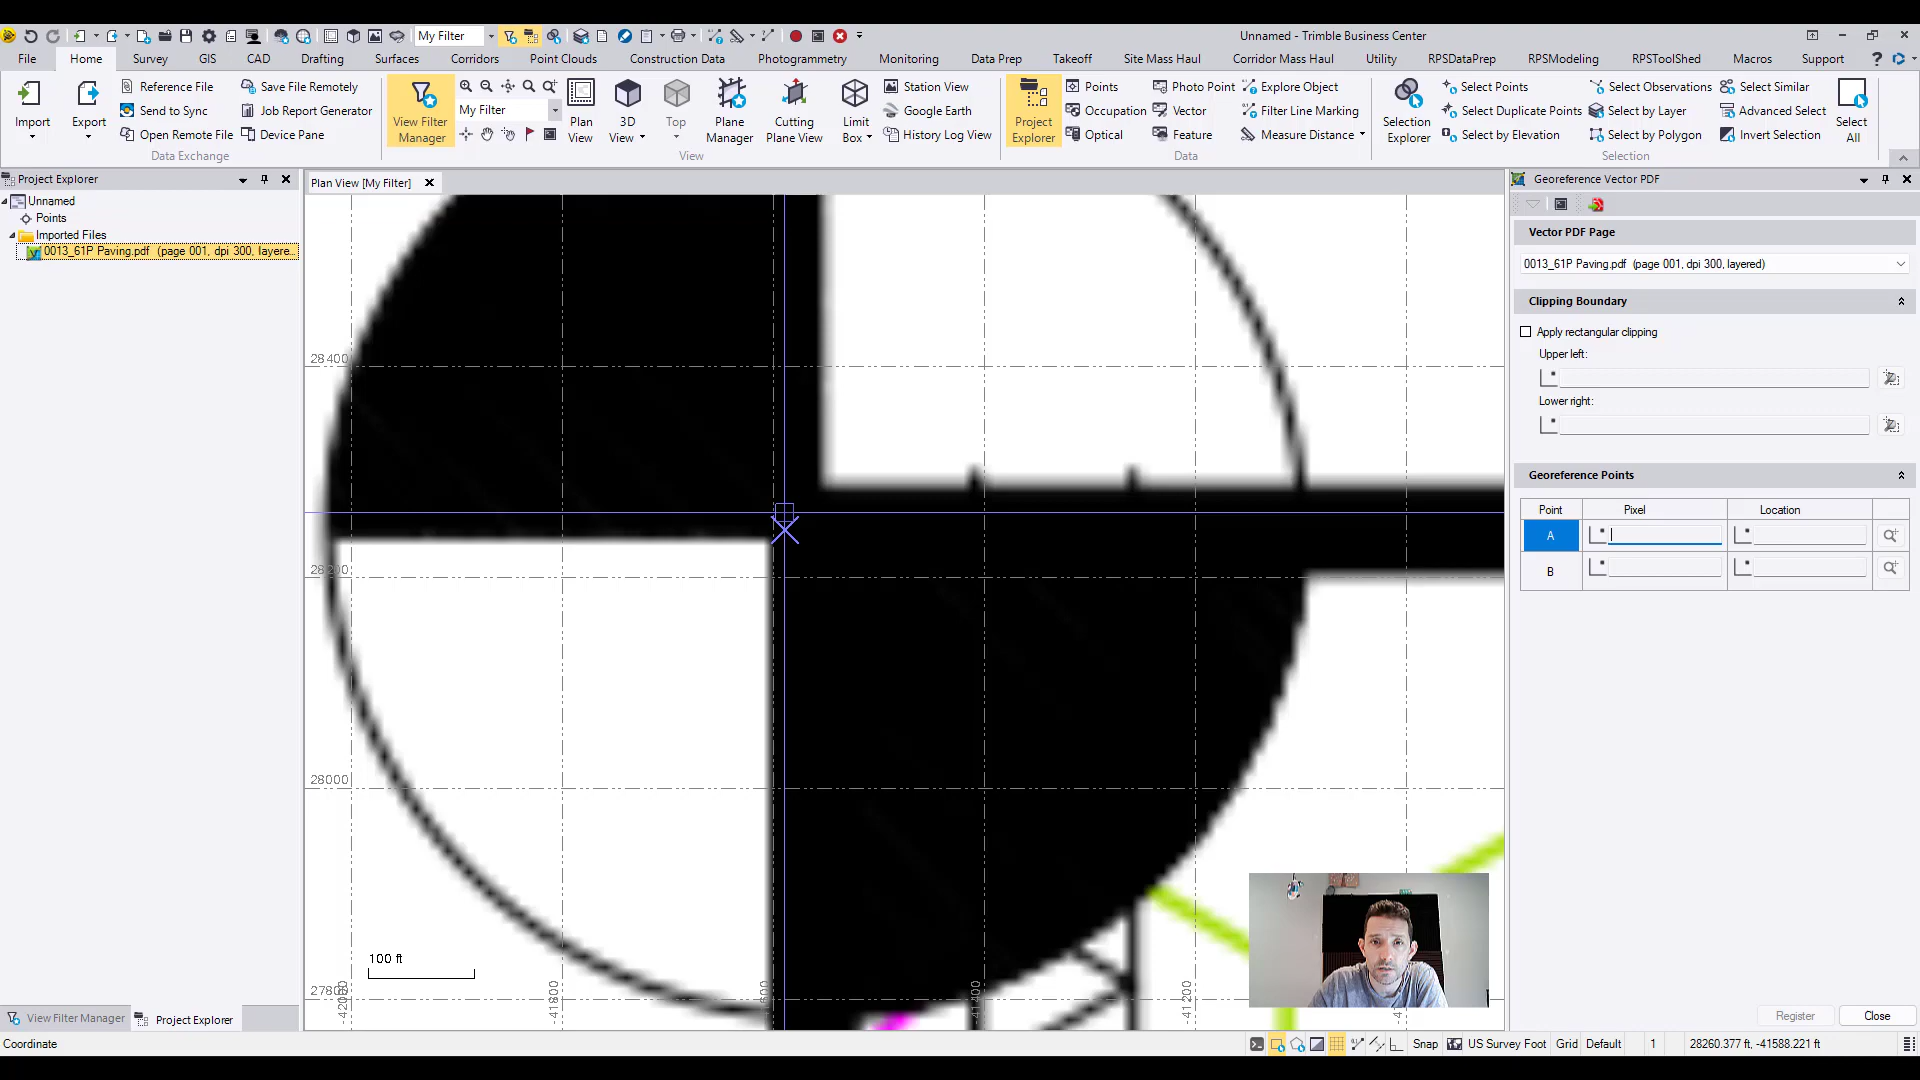 My Filter
Unnamed - Trimble Business Center
File Home Survey GIS CAD Drafting Surfaces Corridors Point Clouds Construction Data Photogrammetry Monitoring Data Prep Takeoff Site Mass Haul Corridor Mass Haul Utility RPSDataPrep RPSModeling RPSToolShed Macros Support
Import
Export
Reference File
Send to Sync
Open Remote File
Save File Remotely
Job Report Generator
Device Pane
Data Exchange
View Filter
Manager
My Filter
Plan
View
3D
View
Top
Plane
Manager
Cutting
Plane View
Limit
Box
Station View
Google Earth
History Log View
View
Project
Explorer
Points
Occupation
Optical
Photo Point
Vector
Feature
Explore Object
Filter Line Marking
Measure Distance
Data
Selection
Explorer
Select Points
Select Duplicate Points
Select by Elevation
Select Observations
Select by Layer
Select by Polygon
Select Similar
Advanced Select
Invert Selection
Select
All
Selection
Project Explorer
Unnamed
Points
Imported Files
0013_61P Paving.pdf (page 001, dpi 300, layere...
View Filter Manager
Project Explorer
Plan View [My Filter]
28400
28200
28000
27800
-42000
-41800
-41400
-41200
100 ft
Georeference Vector PDF
Vector PDF Page
0013_61P Paving.pdf (page 001, dpi 300, layered)
Clipping Boundary
Apply rectangular clipping
Upper left:
Lower right:
Georeference Points
Point Pixel Location
A
B
Register Close
Coordinate
Snap US Survey Foot Grid Default 1 28260.377 ft, -41588.221 ft